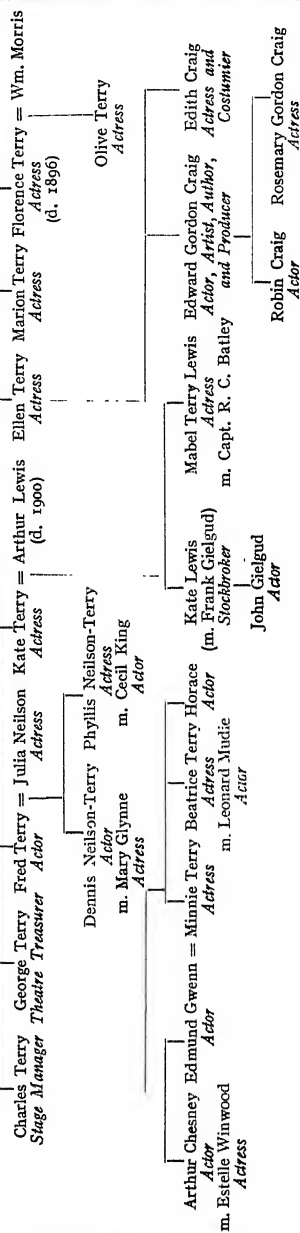 Charles Terry
Stage Manager
George Terry
Theatre Treasurer
Fred Terry = Julia Neilson
Actor
Actress
Kate Terry = Arthur Lewis
Actress
(d. 1900)
Ellen Terry
Actress
Marion Terry
Actress
Florence Terry = Wm. Morris
Actress
(d. 1896)
Olive Terry
Actress
Dennis Neilson-Terry
Actor
m. Mary Glynne
Actress
Phyllis Neilson-Terry
Actress
m. Cecil King
Actor
Arthur Chesney
Actor
m. Estelle Winwood
Actress
Edmund Gwenn = Minnie Terry
Actor
Actress
Beatrice Terry
Actress
m. Leonard Mudie
Actor
Horace
Actor
Kate Lewis
(m. Frank Gielgud)
Stockbroker
Mabel Terry Lewis
Actress
m. Capt. R. C. Batley
Edward Gordon Craig
Actor, Artist, Author,
and Producer
Edith Craig
Actress and
Costumier
John Gielgud
Actor
Robin Craig
Actor
Rosemary Gordon Craig
Actress